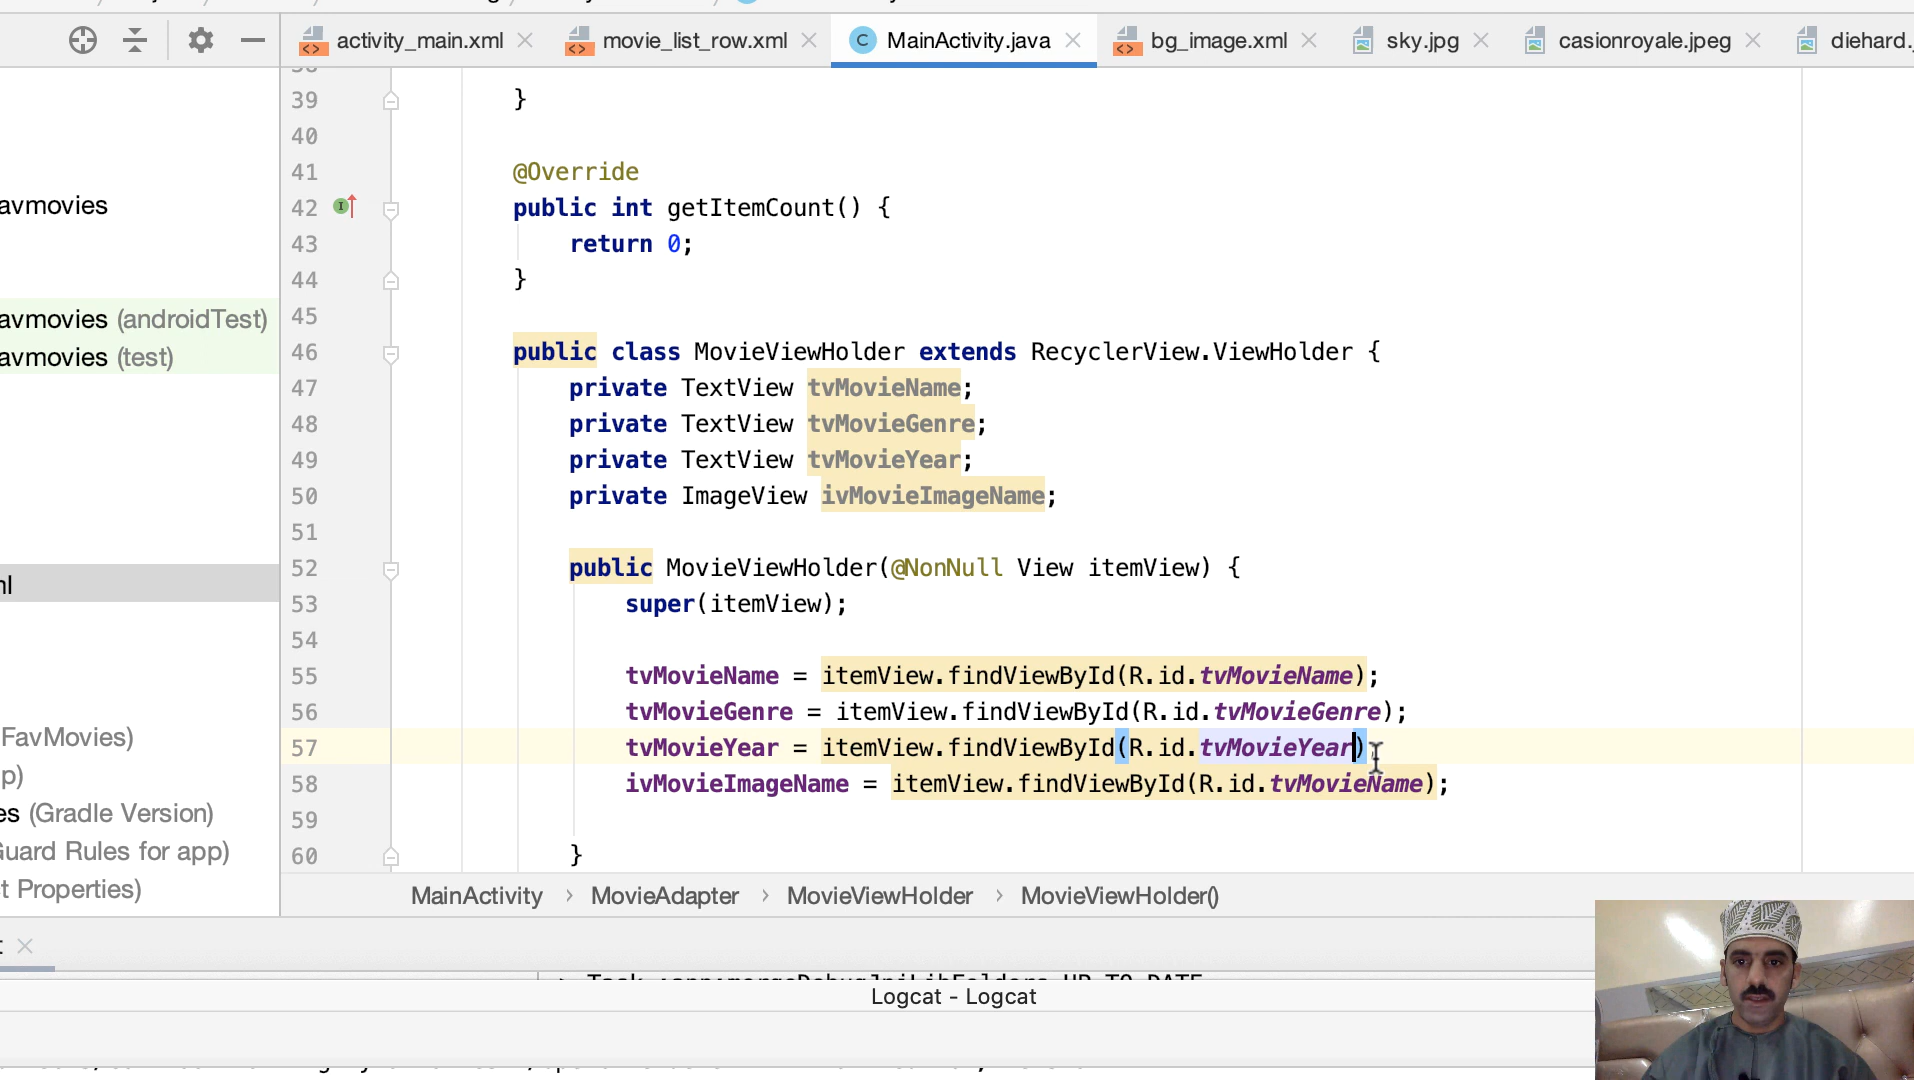 activity_main.xml
movie_list_row.xml
MainActivity.java
bg_image.xml
sky.jpg
casionroyale.jpeg
diehard.
39 }
40
41 @Override
42 public int getItemCount() {
43 return 0;
44 }
45
46 public class MovieViewHolder extends RecyclerView.ViewHolder {
47 private TextView tvMovieName;
48 private TextView tvMovieGenre;
49 private TextView tvMovieYear;
50 private ImageView ivMovieImageName;
51
52 public MovieViewHolder(@NonNull View itemView) {
53 super(itemView);
54
55 tvMovieName = itemView.findViewById(R.id.tvMovieName);
56 tvMovieGenre = itemView.findViewById(R.id.tvMovieGenre);
57 tvMovieYear = itemView.findViewById(R.id.tvMovieYear)
58 ivMovieImageName = itemView.findViewById(R.id.tvMovieName);
59
60 }
avmovies
avmovies (androidTest)
avmovies (test)
ml
FavMovies)
p)
es (Gradle Version)
Guard Rules for app)
t Properties)
MainActivity > MovieAdapter > MovieViewHolder > MovieViewHolder()
Logcat - Logcat